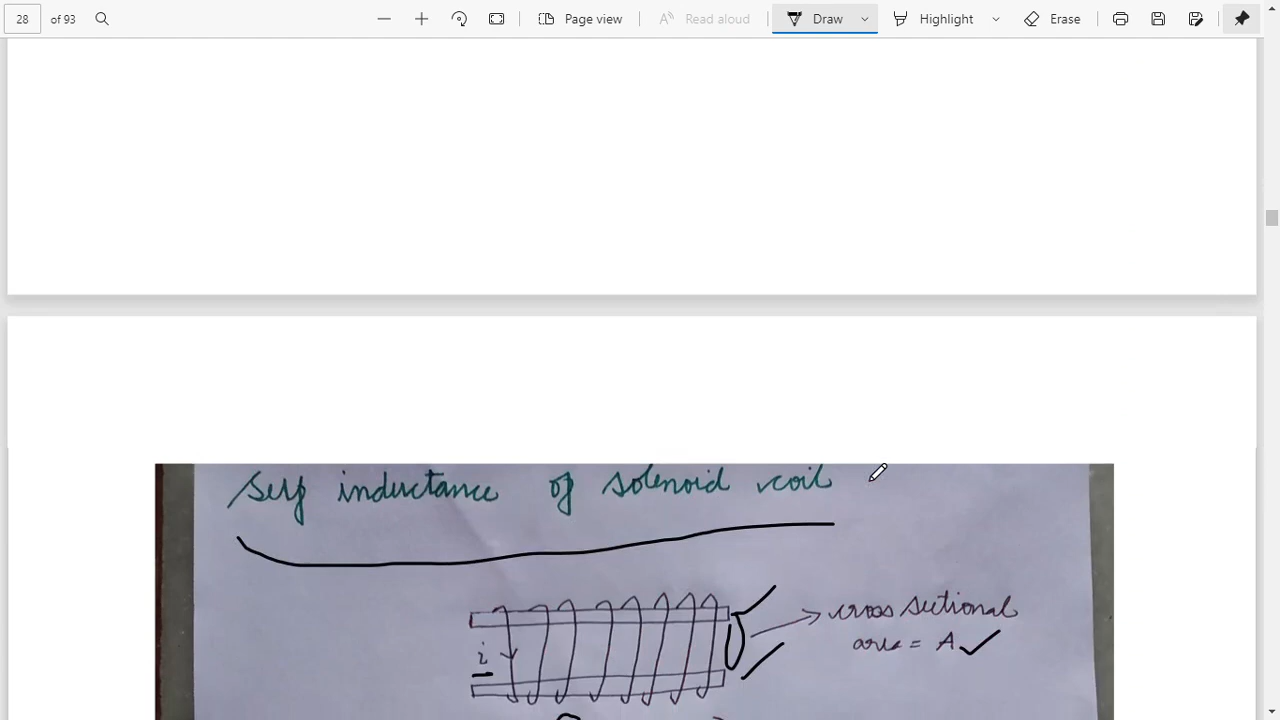 28 of 93 Page view Read aloud Draw Highlight Erase
Self inductance of solenoid coil
cross sectional
i area = A